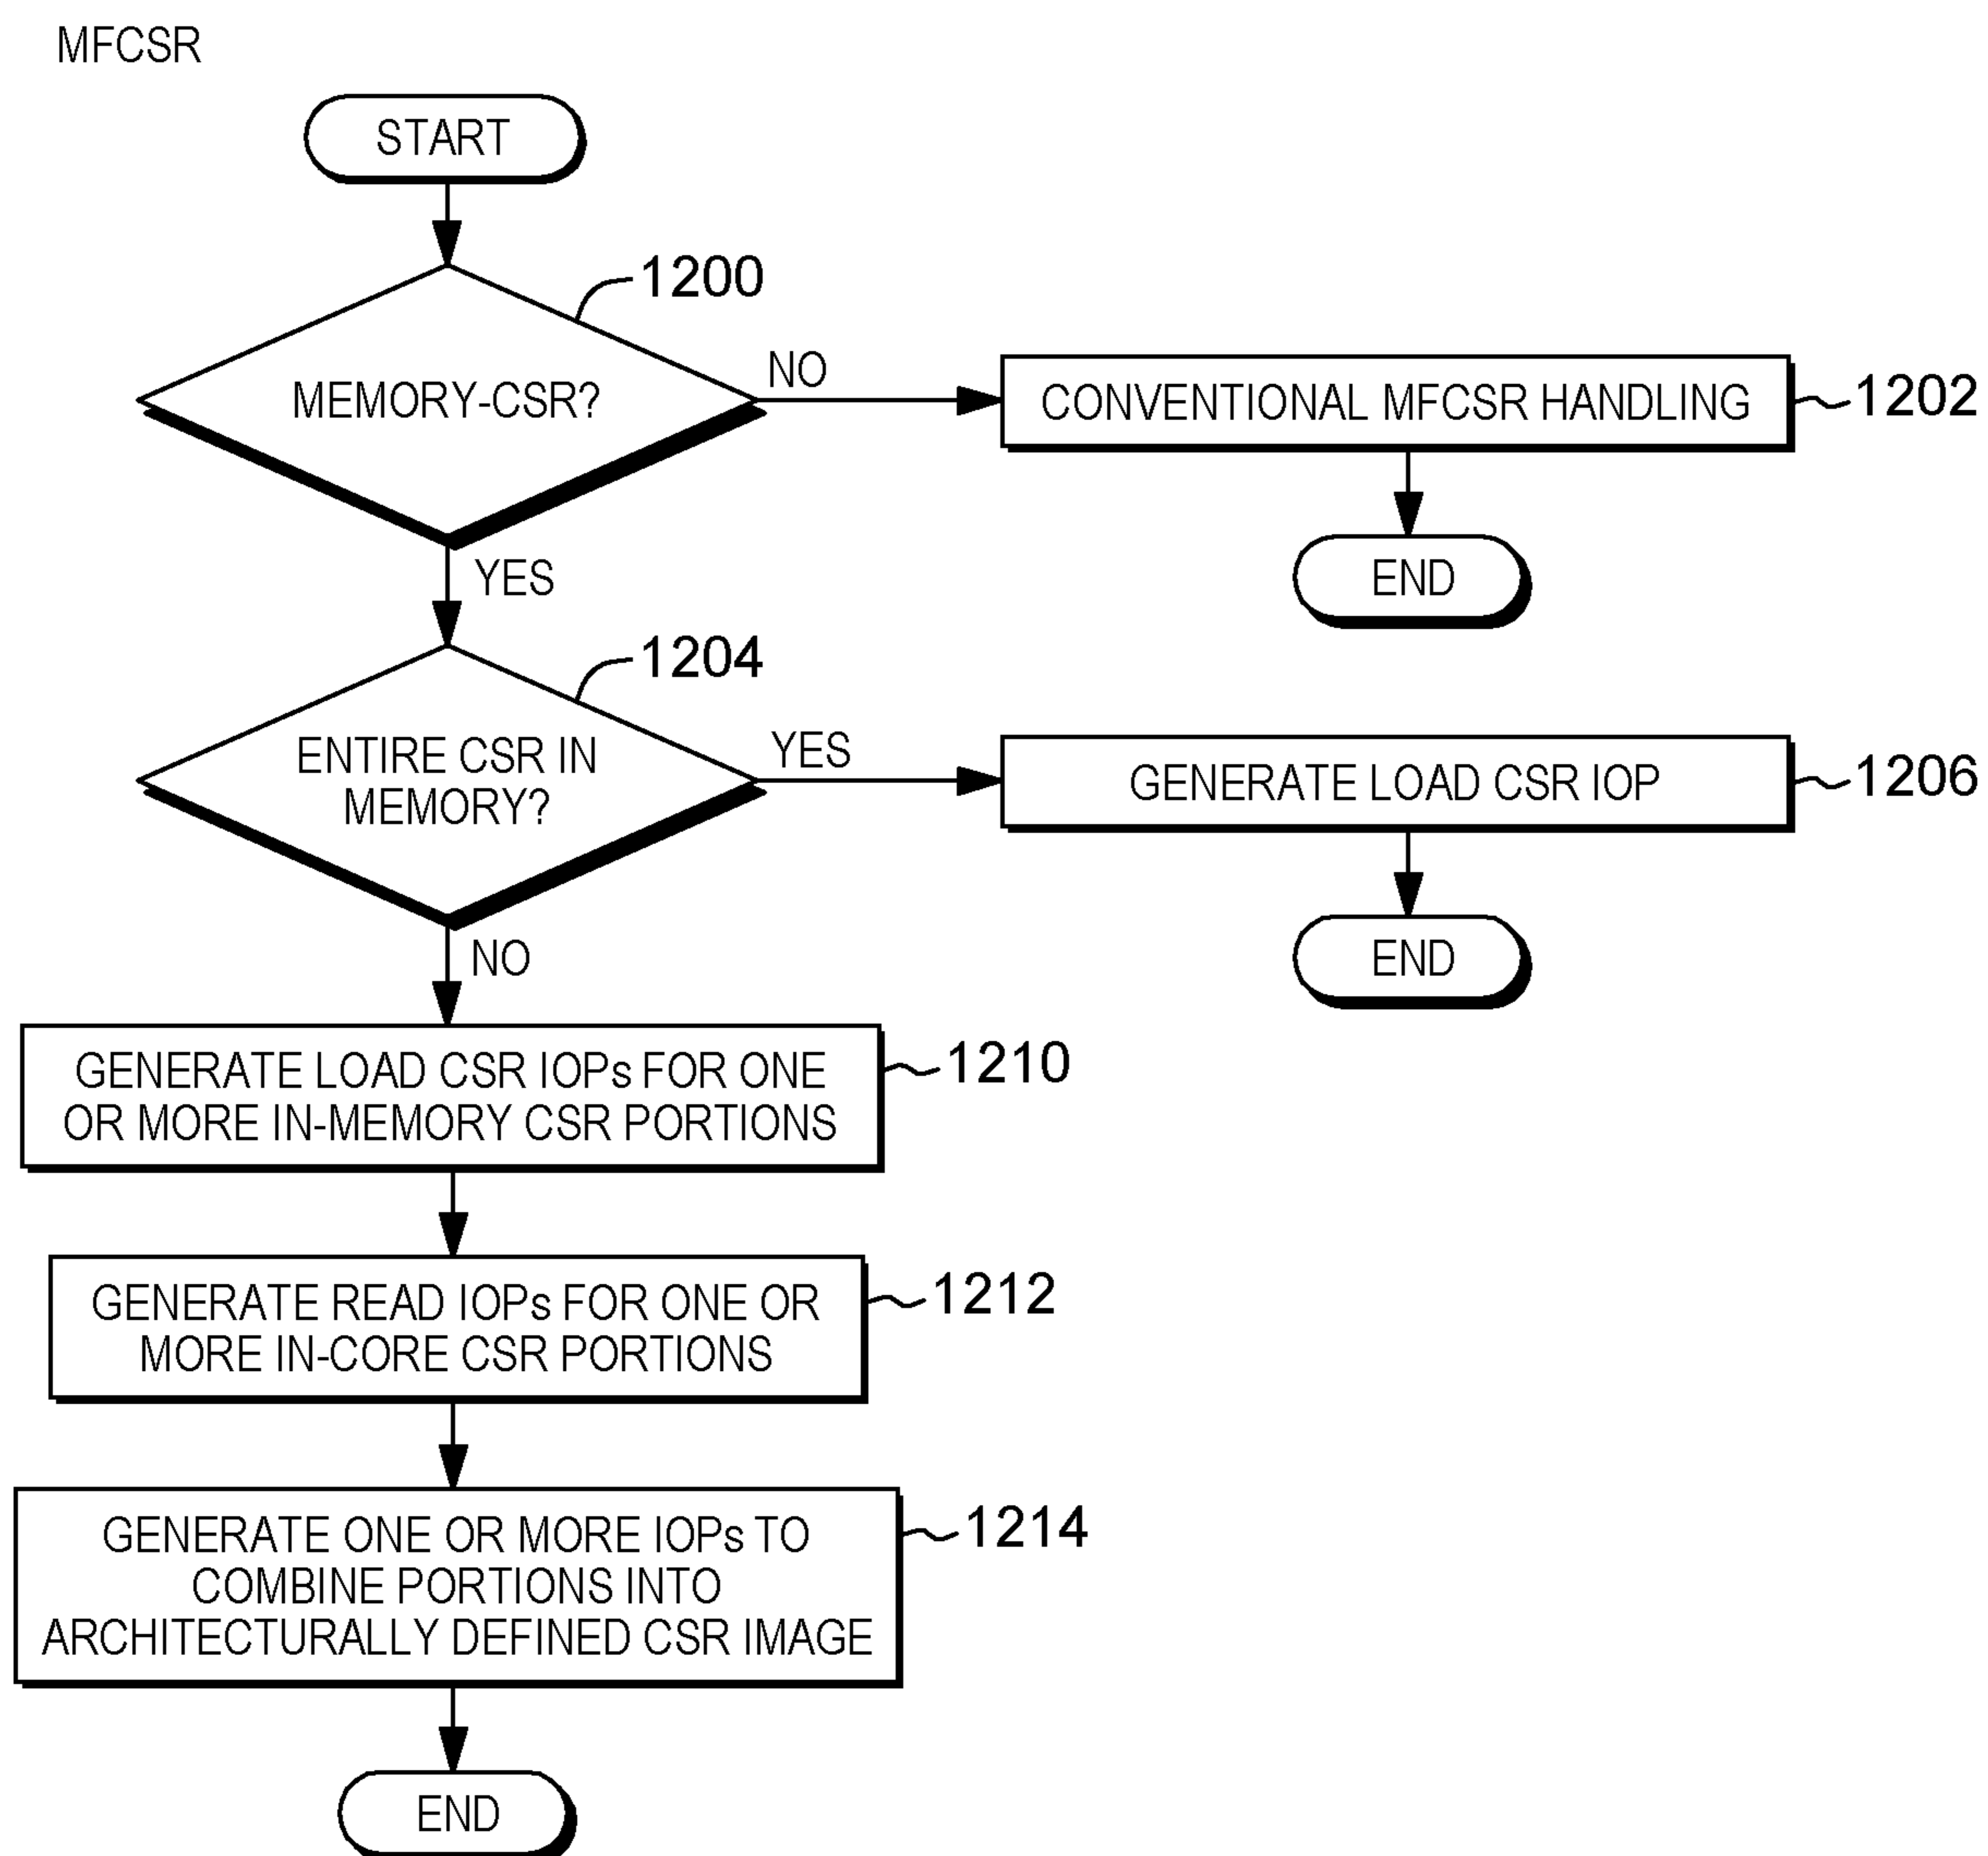 MFCSR
START
1200
MEMORY-CSR?
NO
CONVENTIONAL MFCSR HANDLING
1202
END
YES
1204
ENTIRE CSR IN
MEMORY?
YES
GENERATE LOAD CSR IOP
1206
END
NO
GENERATE LOAD CSR IOPs FOR ONE
OR MORE IN-MEMORY CSR PORTIONS
1210
GENERATE READ IOPs FOR ONE OR
MORE IN-CORE CSR PORTIONS
1212
GENERATE ONE OR MORE IOPs TO
COMBINE PORTIONS INTO
ARCHITECTURALLY DEFINED CSR IMAGE
1214
END